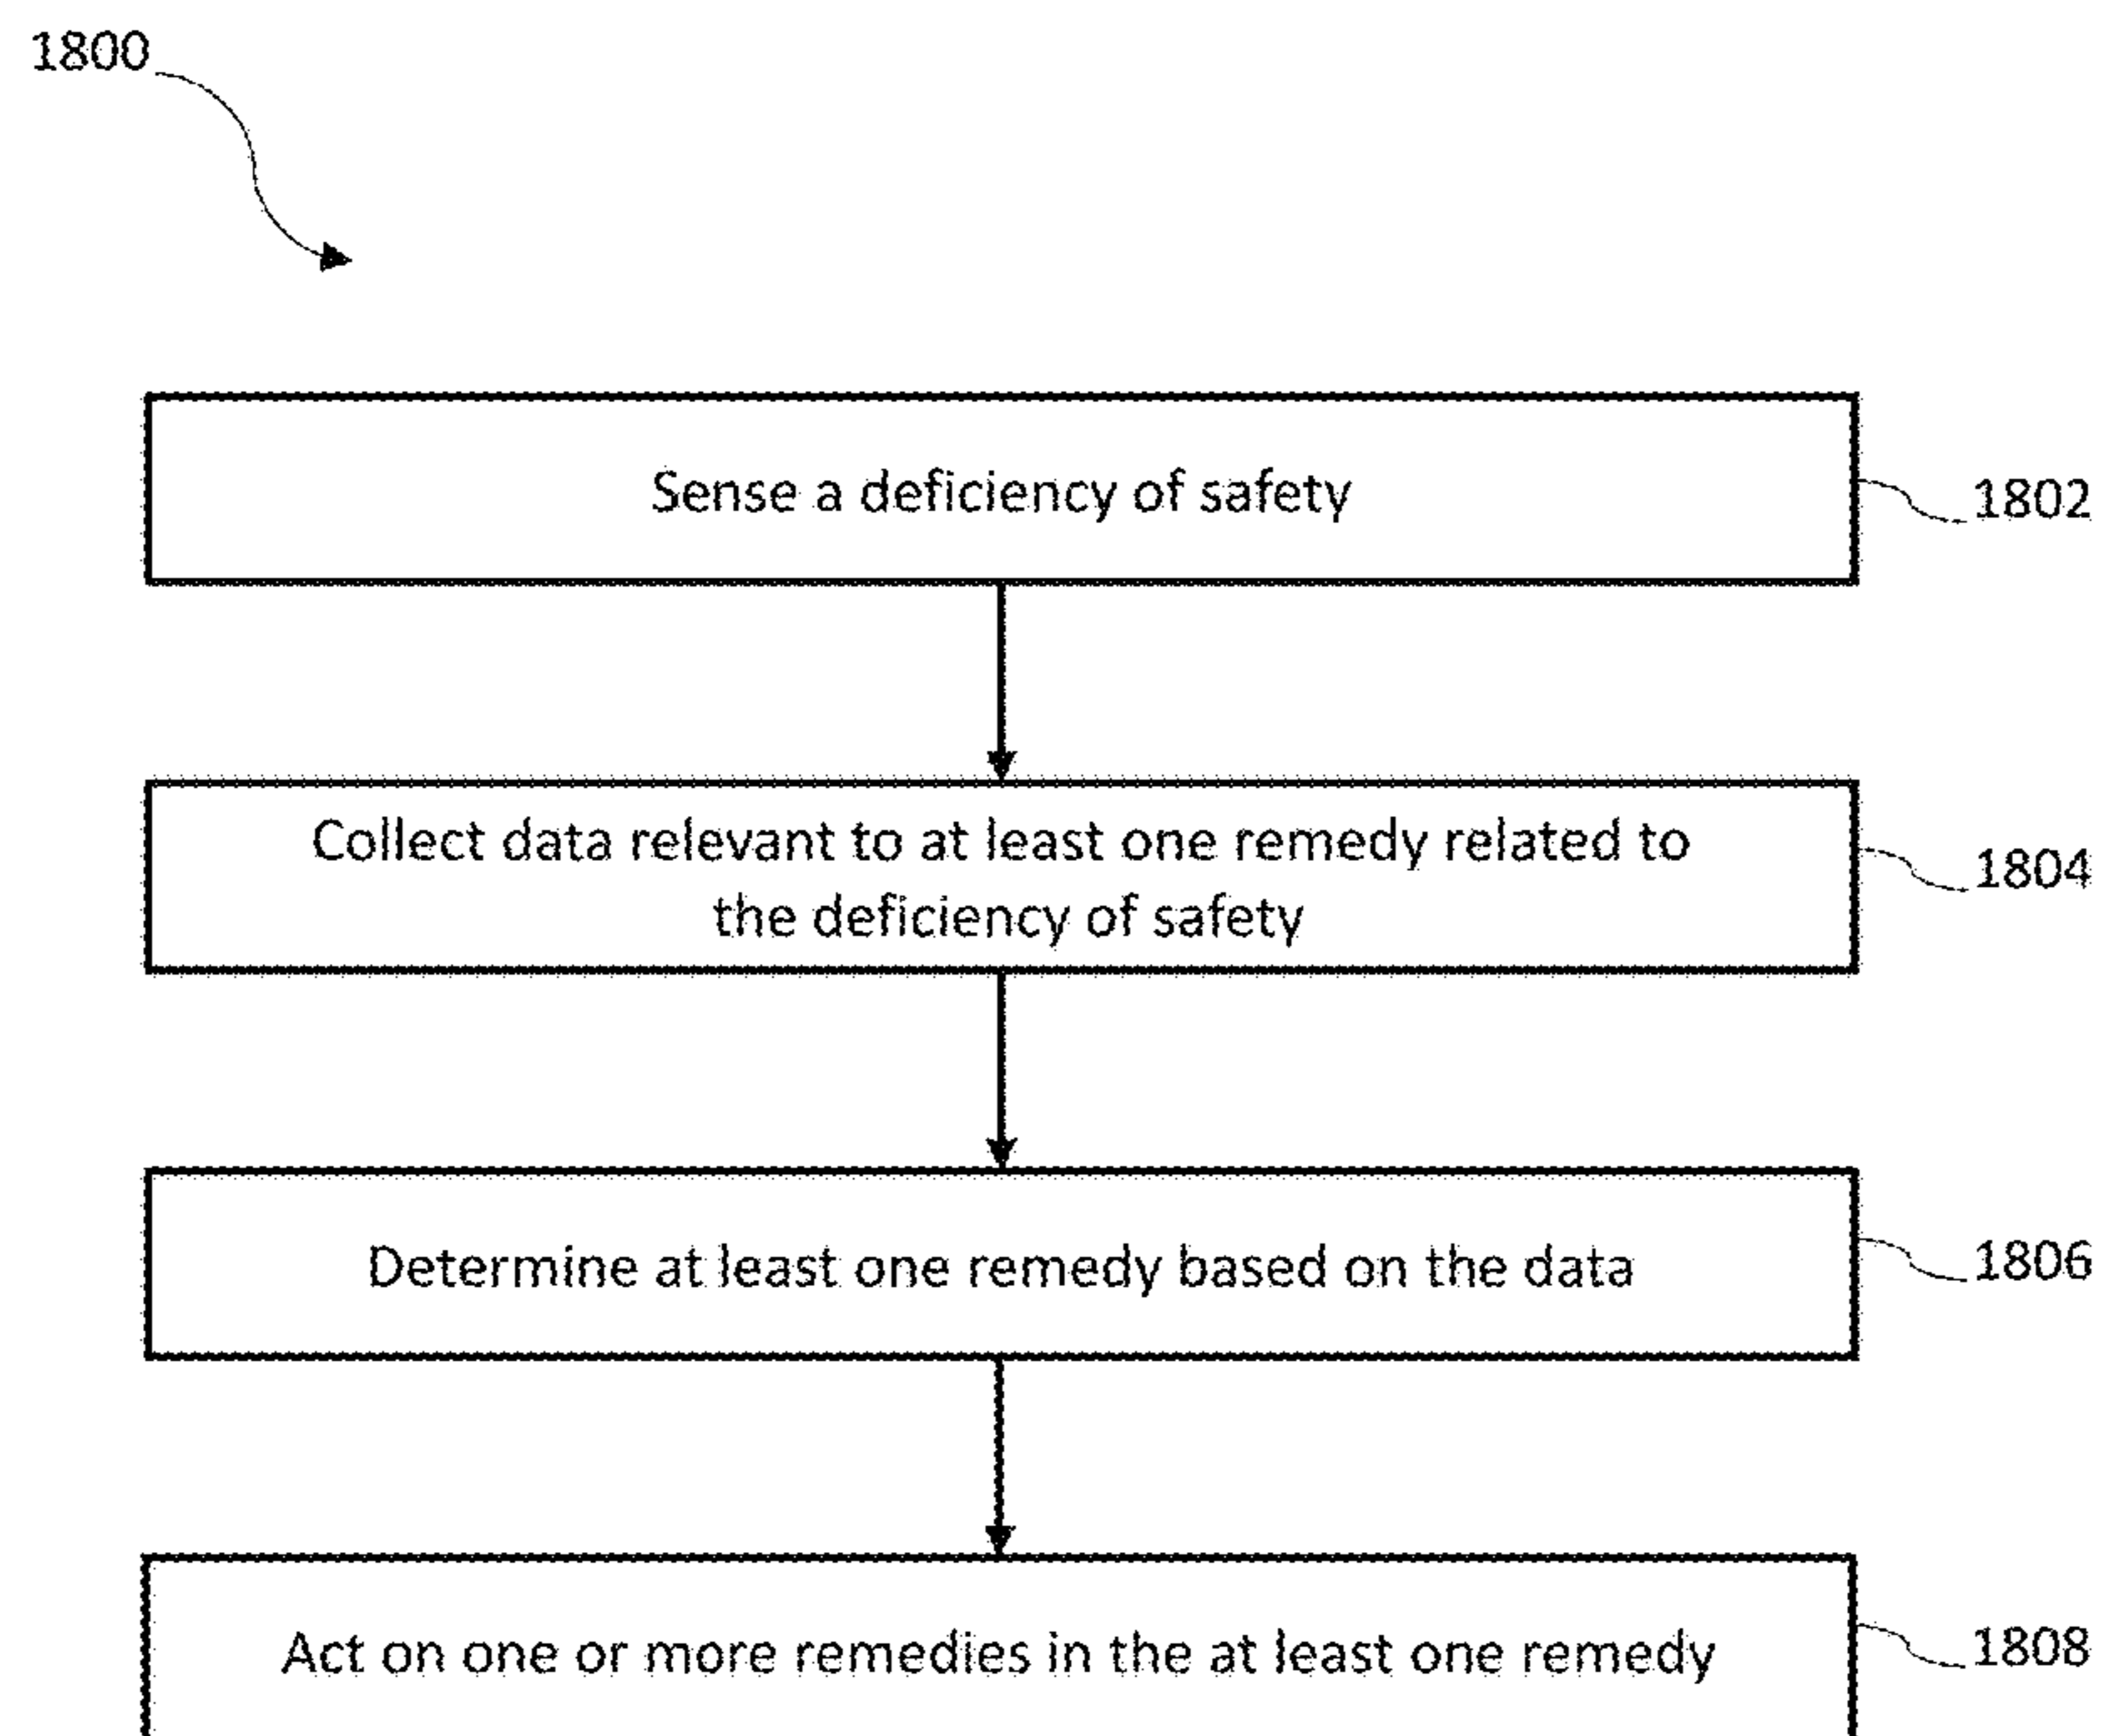 1800
Sense a deficiency of safety
1802
Collect data relevant to at least one remedy related to
the deficiency of safety
1804
Determine at least one remedy based on the data
1806
Act on one or more remedies in the at least one remedy
1808